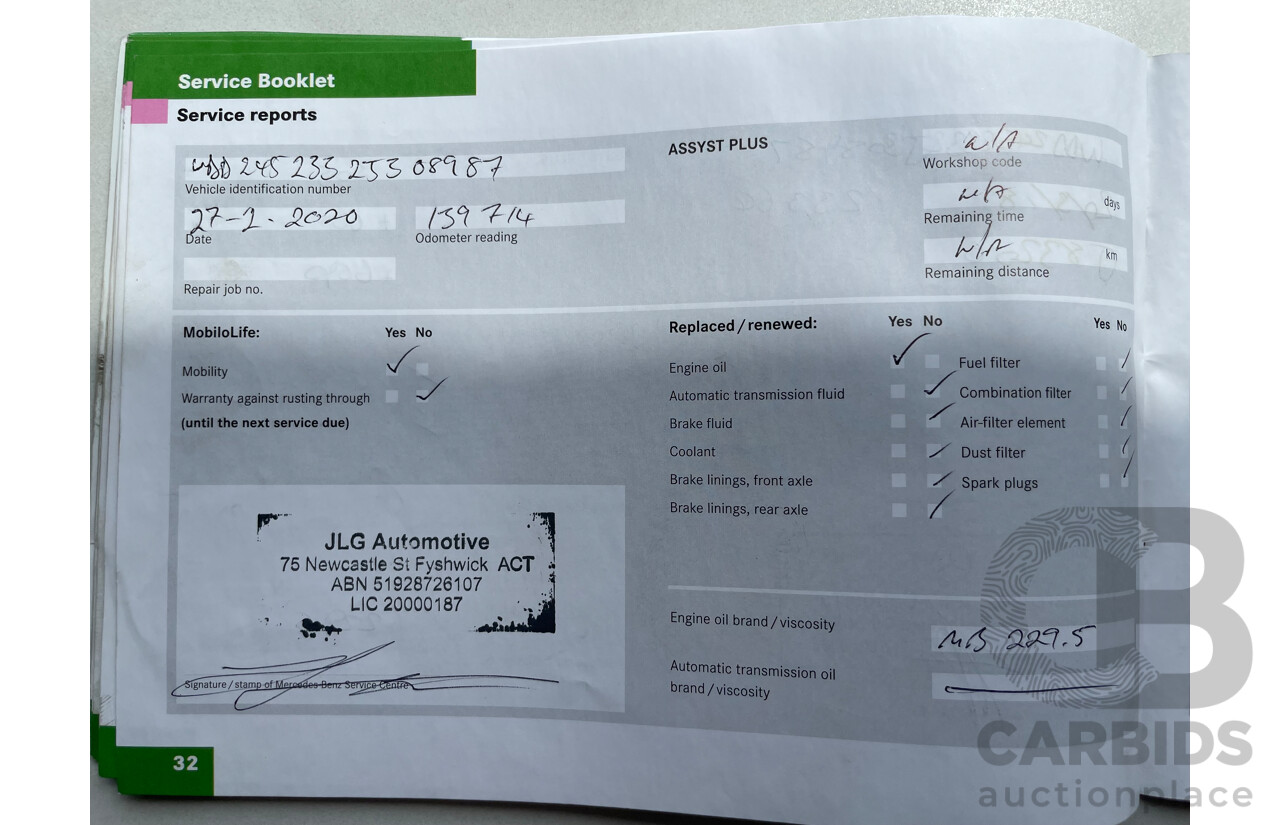 Service Booklet
Service reports
WDD 245 233 2J3 08987
Vehicle identification number
27-2-2020
Date
139 714
Odometer reading
Repair job no.
ASSYST PLUS
N/A
Workshop code
N/A days
Remaining time
N/A km
Remaining distance
MobiloLife: Yes No
Mobility
Warranty against rusting through
(until the next service due)
Replaced / renewed: Yes No
Engine oil
Automatic transmission fluid
Brake fluid
Coolant
Brake linings, front axle
Brake linings, rear axle
Yes No
Fuel filter
Combination filter
Air-filter element
Dust filter
Spark plugs
JLG Automotive
75 Newcastle St Fyshwick ACT
ABN 51928726107
LIC 20000187
Signature / stamp of Mercedes-Benz Service Centre
Engine oil brand / viscosity
MB 229.5
Automatic transmission oil
brand / viscosity
32
CARBIDS
auctionplace